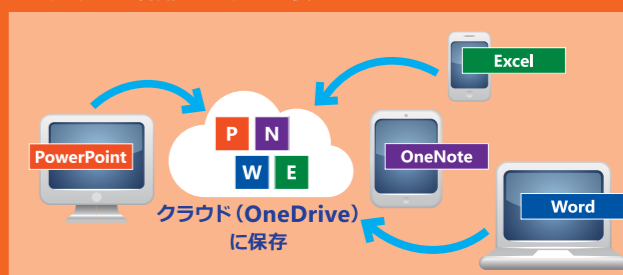 Excel
P N
W E
PowerPoint
OneNote
Word
クラウド（OneDrive）
に保存